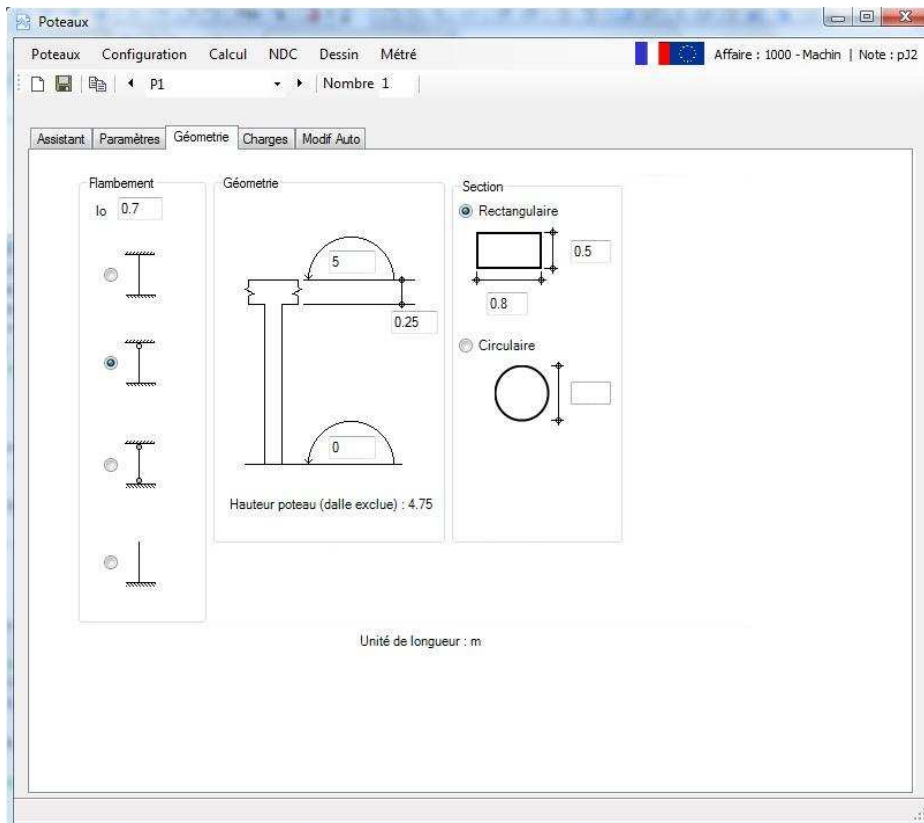 Poteaux
Poteaux Configuration Calcul NDC Dessin Métré Affaire : 1000 - Machin | Note : pJ2
P1 Nombre 1
Assistant Paramètres Géometrie Charges Modif Auto
Flambement
lo 0.7
Géometrie
5
0.25
0
Hauteur poteau (dalle exclue) : 4.75
Section
Rectangulaire
0.5
0.8
Circulaire
Unité de longueur : m